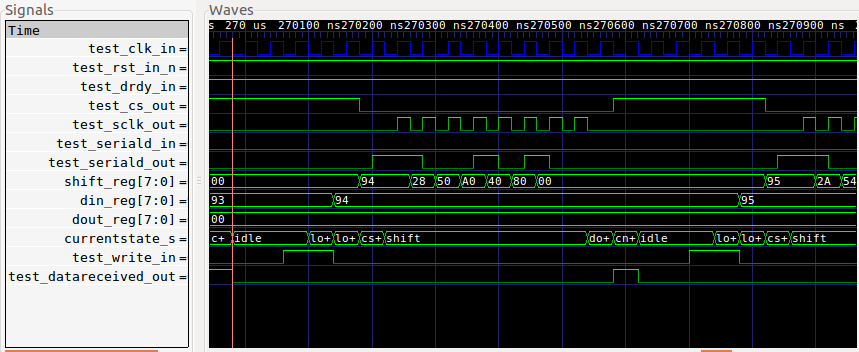 Signals
Waves
Time
s 270 us 270100 ns270200 ns270300 ns270400 ns270500 ns270600 ns270700 ns270800 ns270900 ns 2
test_clk_in=
test_rst_in_n=
test_drdy_in=
test_cs_out=
test_sclk_out=
test_seriald_in=
test_seriald_out=
shift_reg[7:0]= 00 94 28 50 A0 40 80 00 95 2A 54
din_reg[7:0]= 93 94 95
dout_reg[7:0]= 00
currentstate_s= c+ idle lo+ lo+ cs+ shift do+ cn+ idle lo+ lo+ cs+ shift
test_write_in=
test_datareceived_out=